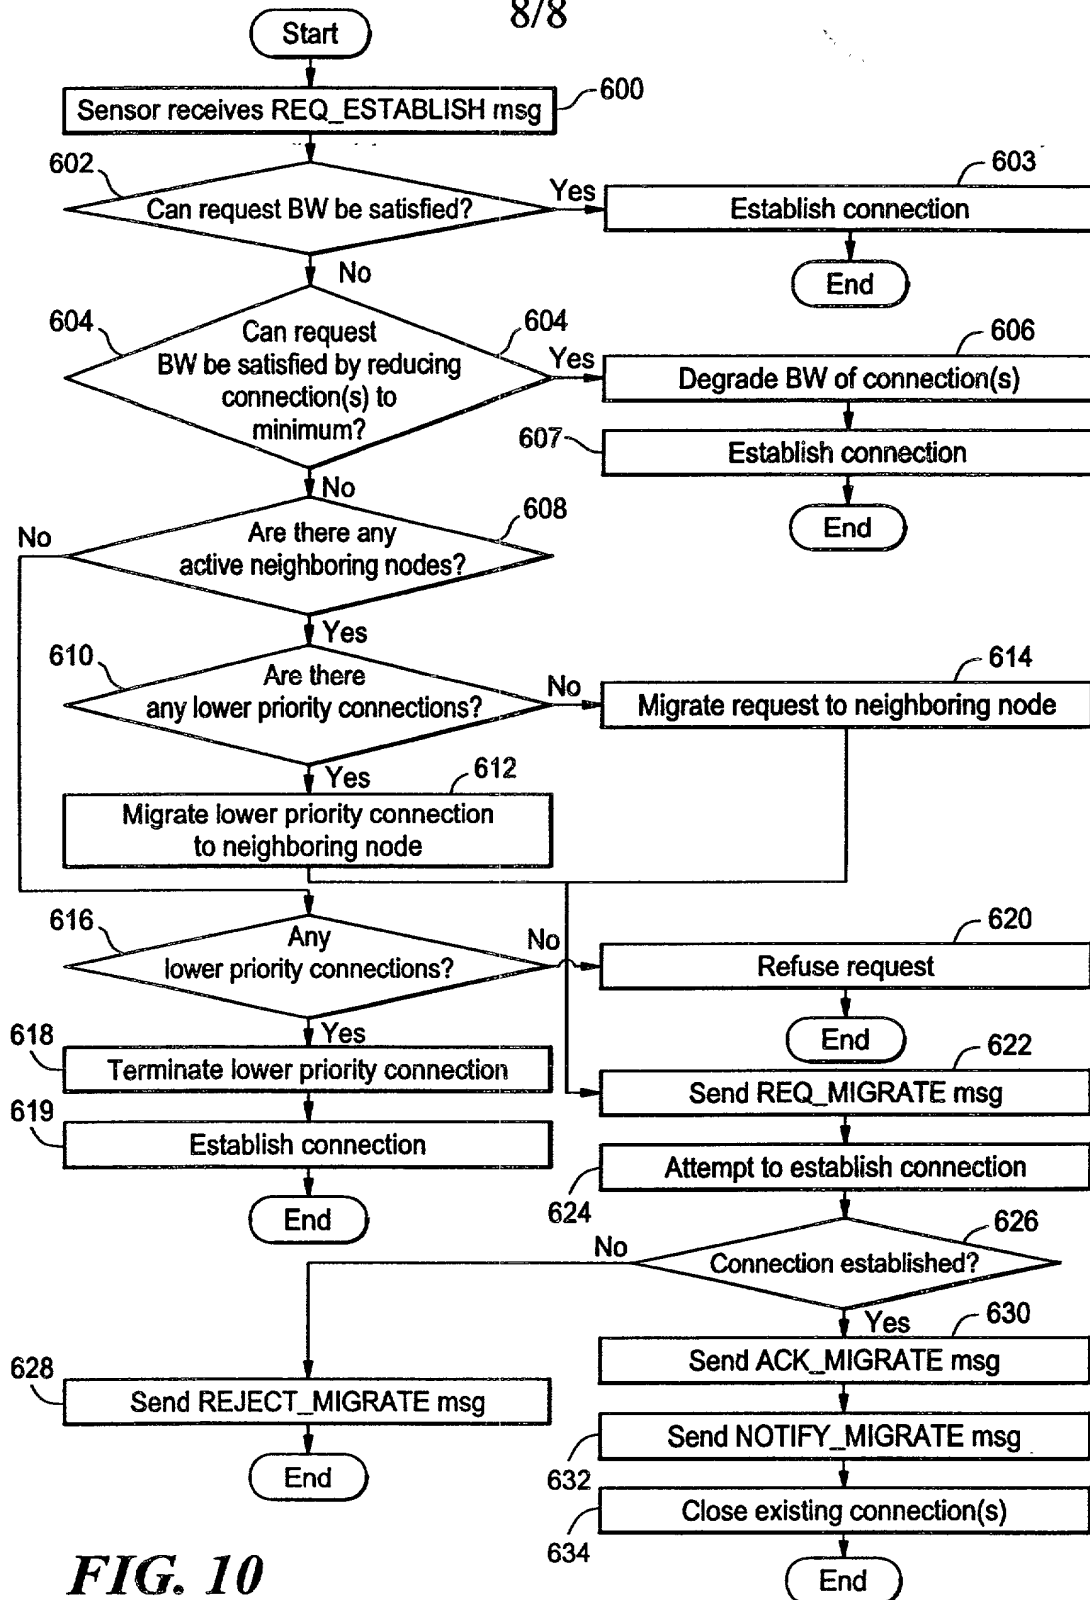 8/8
Start
Sensor receives REQ_ESTABLISH msg
600
602
Can request BW be satisfied?
Yes
603
Establish connection
End
No
604
Can request
BW be satisfied by reducing
connection(s) to
minimum?
604
Yes
606
Degrade BW of connection(s)
607
Establish connection
End
No
608
Are there any
active neighboring nodes?
No
Yes
610
Are there
any lower priority connections?
No
614
Migrate request to neighboring node
Yes
612
Migrate lower priority connection
to neighboring node
616
Any
lower priority connections?
No
620
Refuse request
End
Yes
618
Terminate lower priority connection
619
Establish connection
End
622
Send REQ_MIGRATE msg
Attempt to establish connection
624
626
Connection established?
No
Yes
630
Send ACK_MIGRATE msg
628
Send REJECT_MIGRATE msg
End
Send NOTIFY_MIGRATE msg
632
Close existing connection(s)
634
End
FIG. 10